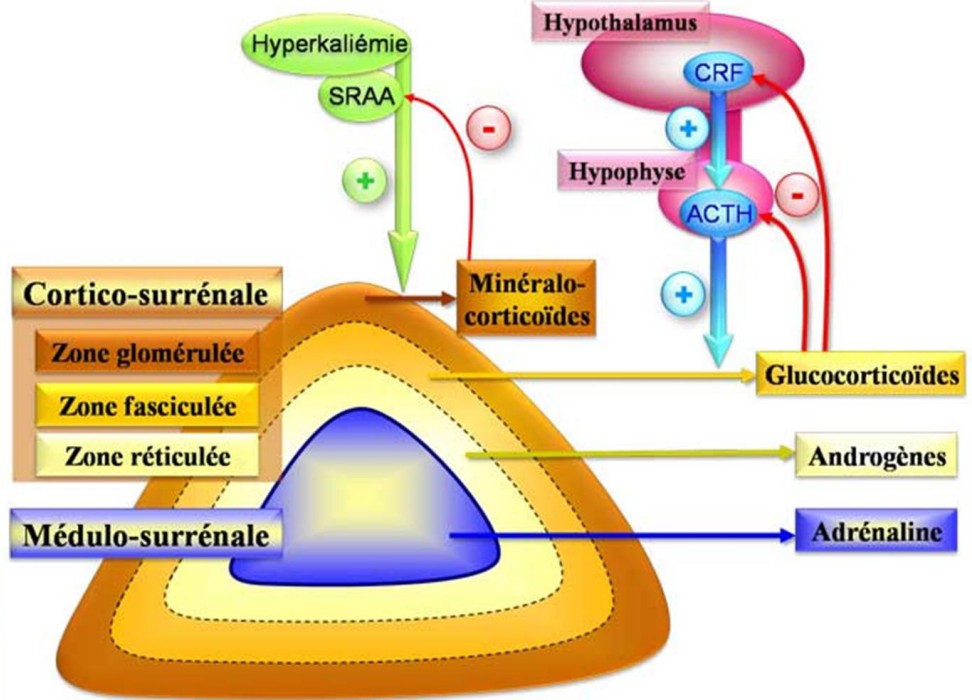 Hypothalamus
Hyperkaliémie
CRF
SRAA
-
+
Hypophyse
+
-
ACTH
Cortico-surrénale
+
Minéralo-
corticoïdes
Zone glomérulée
Glucocorticoïdes
Zone fasciculée
Zone réticulée
Androgènes
Médulo-surrénale
Adrénaline